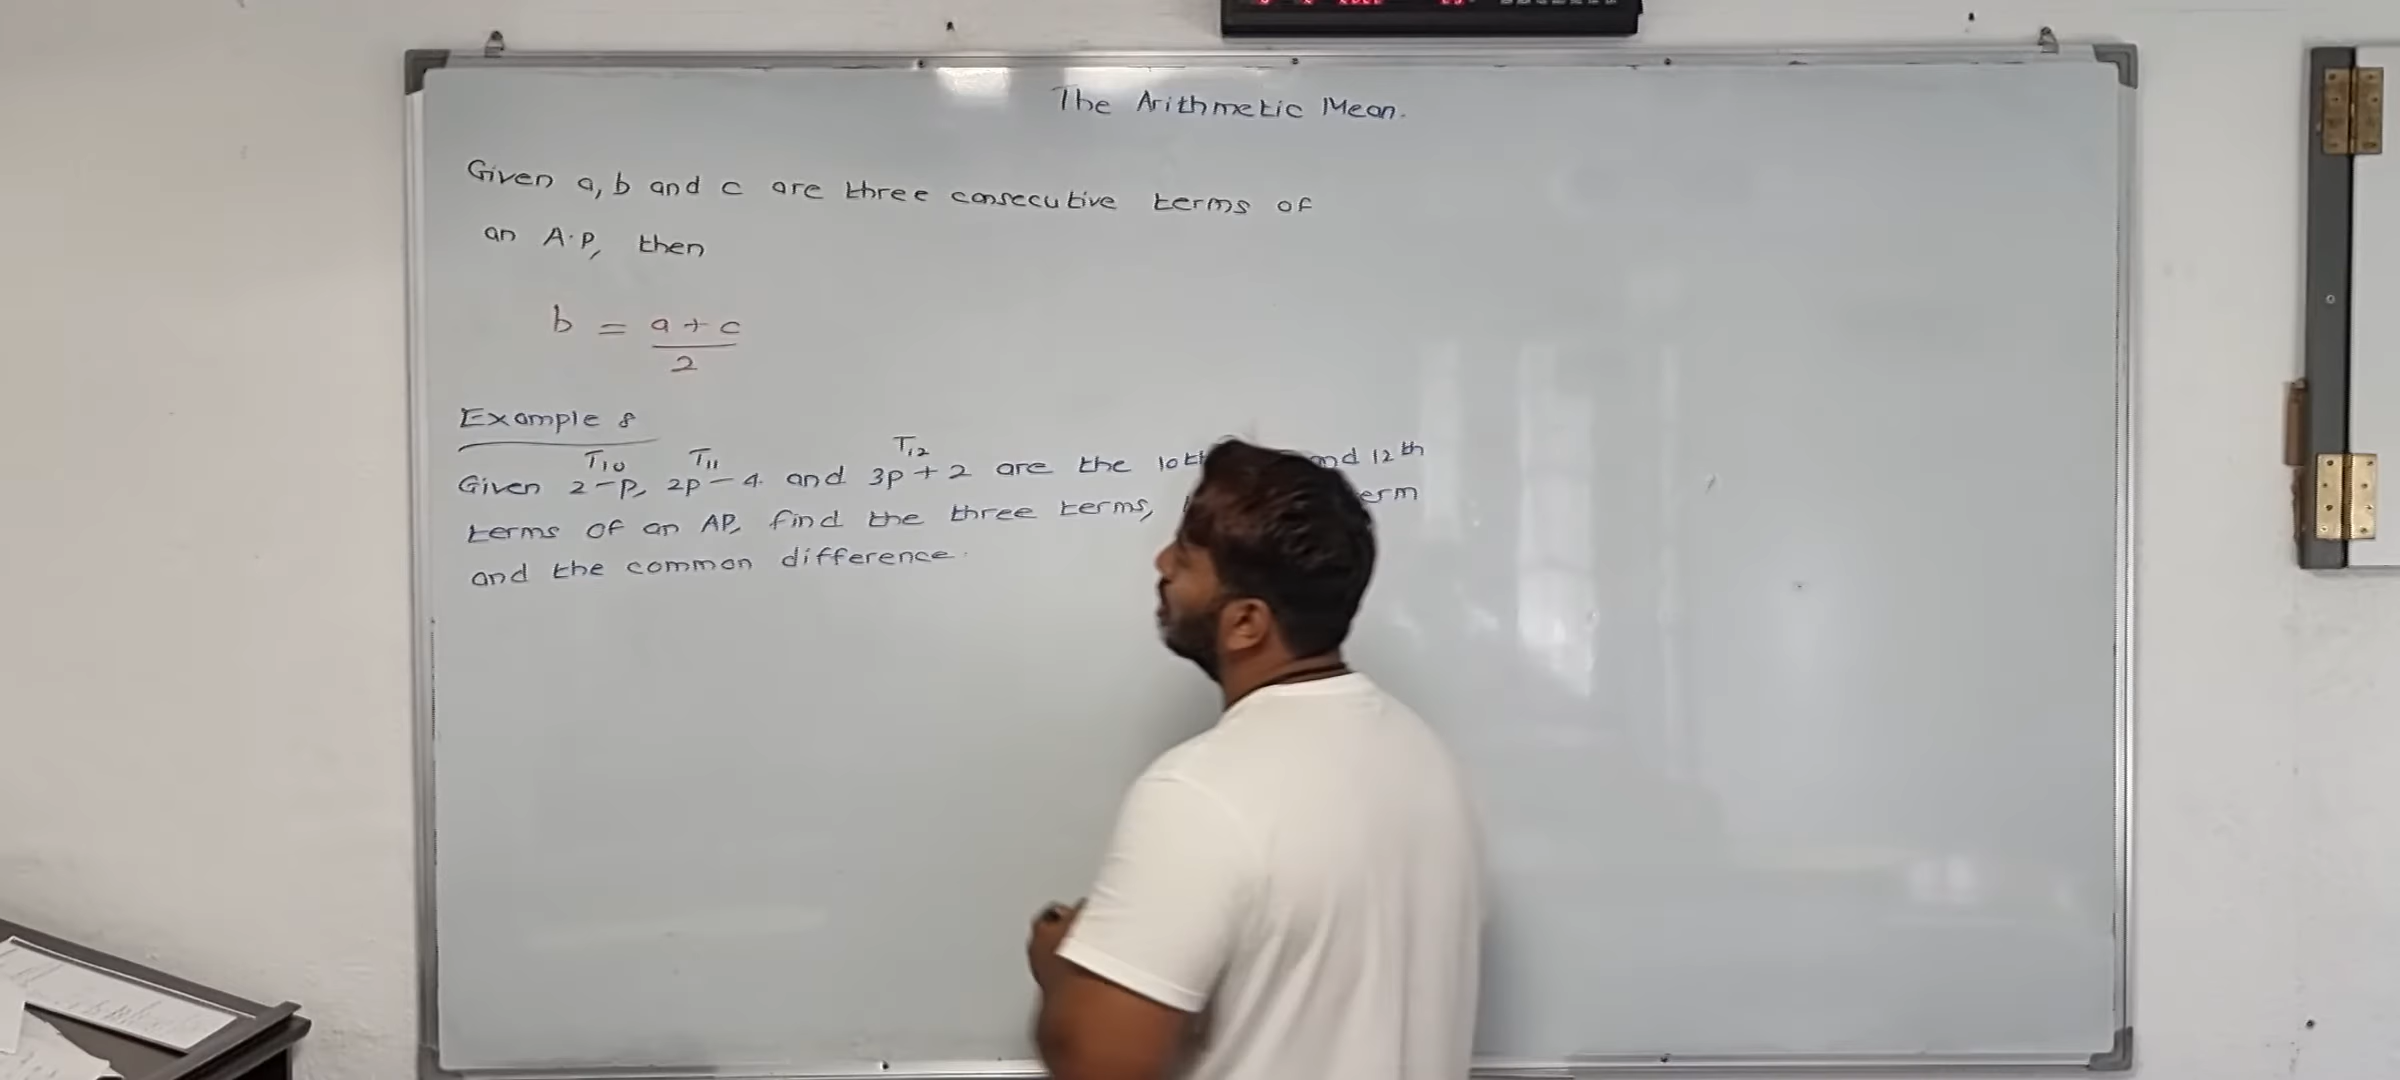 The Arithmetic Mean.
Given a, b and c are three consecutive terms of
an A.P, then
b = a + c
2
Example 8
T10 T11 T12
Given 2-p, 2p-4 and 3p+2 are the 10th and 12th
terms of an AP, find the three terms, term
and the common difference.